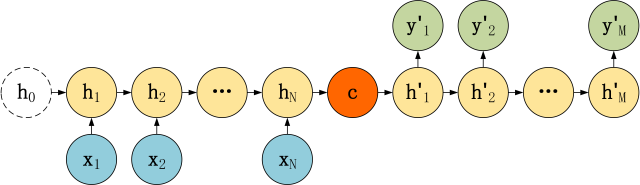 y'₁ y'₂ y'M
h₀ h₁ h₂ ... hN c h'₁ h'₂ ... h'M
x₁ x₂ xN